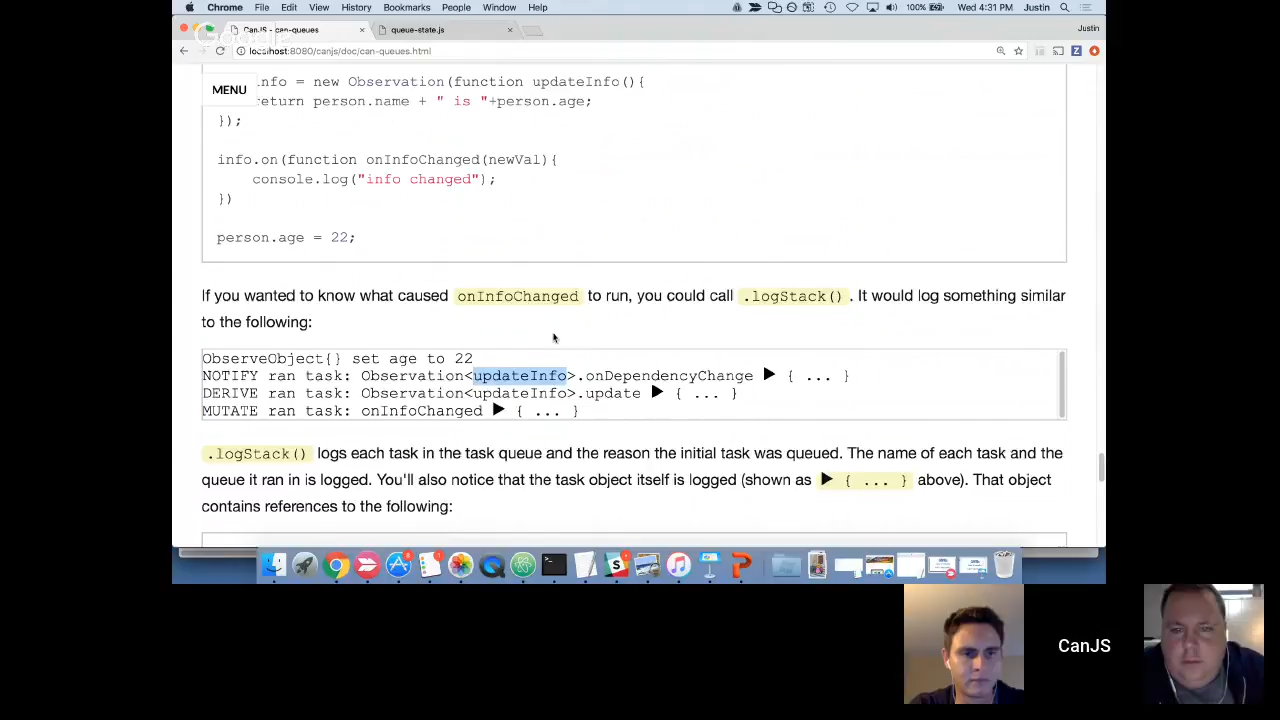 Chrome File Edit View History Bookmarks People Window Help 100% Wed 4:31 PM Justin
CanJS - can-queues queue-state.js Justin
localhost:8080/canjs/doc/can-queues.html
MENU
info = new Observation(function updateInfo(){
return person.name + " is "+person.age;
});
info.on(function onInfoChanged(newVal){
console.log("info changed");
})
person.age = 22;
If you wanted to know what caused onInfoChanged to run, you could call .logStack(). It would log something similar
to the following:
ObserveObject{} set age to 22
NOTIFY ran task: Observation<updateInfo>.onDependencyChange ▶ { ... }
DERIVE ran task: Observation<updateInfo>.update ▶ { ... }
MUTATE ran task: onInfoChanged ▶ { ... }
.logStack() logs each task in the task queue and the reason the initial task was queued. The name of each task and the
queue it ran in is logged. You'll also notice that the task object itself is logged (shown as ▶ { ... } above). That object
contains references to the following:
CanJS